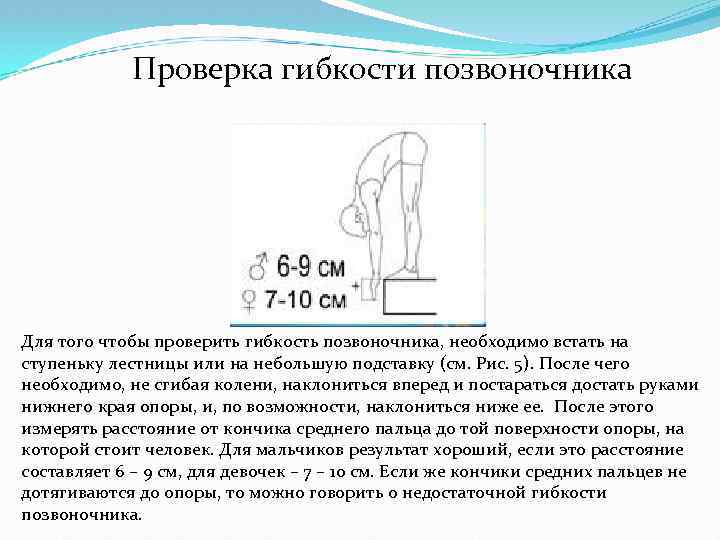 Проверка гибкости позвоночника
♂ 6-9 см
♀ 7-10 см
+
-
Для того чтобы проверить гибкость позвоночника, необходимо встать на
ступеньку лестницы или на небольшую подставку (см. Рис. 5). После чего
необходимо, не сгибая колени, наклониться вперед и постараться достать руками
нижнего края опоры, и, по возможности, наклониться ниже ее. После этого
измерять расстояние от кончика среднего пальца до той поверхности опоры, на
которой стоит человек. Для мальчиков результат хороший, если это расстояние
составляет 6 – 9 см, для девочек – 7 – 10 см. Если же кончики средних пальцев не
дотягиваются до опоры, то можно говорить о недостаточной гибкости
позвоночника.